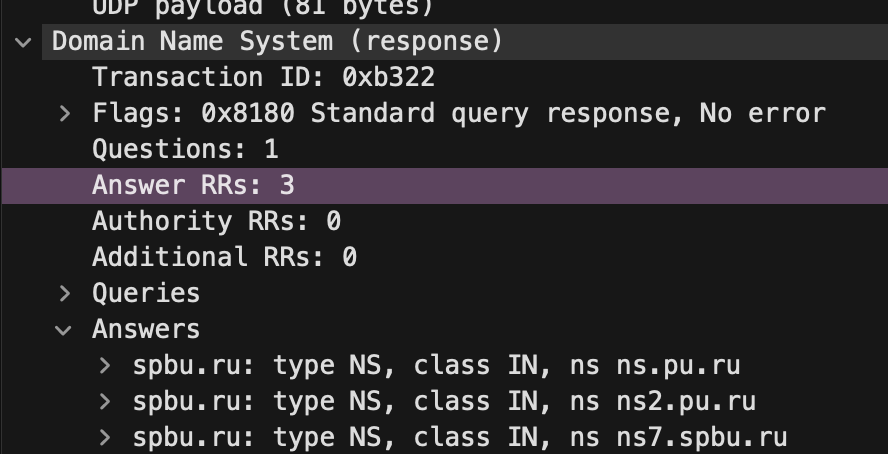 UDP payload (81 bytes)
Domain Name System (response)
Transaction ID: 0xb322
Flags: 0x8180 Standard query response, No error
Questions: 1
Answer RRs: 3
Authority RRs: 0
Additional RRs: 0
Queries
Answers
spbu.ru: type NS, class IN, ns ns.pu.ru
spbu.ru: type NS, class IN, ns ns2.pu.ru
spbu.ru: type NS, class IN, ns ns7.spbu.ru